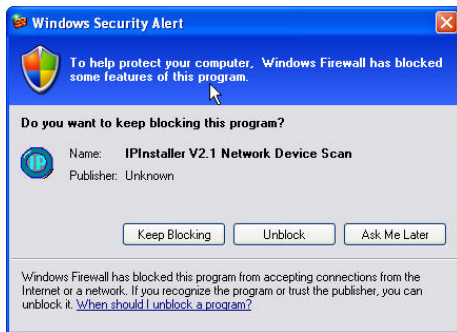 Windows Security Alert
To help protect your computer, Windows Firewall has blocked
some features of this program.
Do you want to keep blocking this program?
IP
Name: IPInstaller V2.1 Network Device Scan
Publisher: Unknown
Keep Blocking Unblock Ask Me Later
Windows Firewall has blocked this program from accepting connections from the
Internet or a network. If you recognize the program or trust the publisher, you can
unblock it. When should I unblock a program?